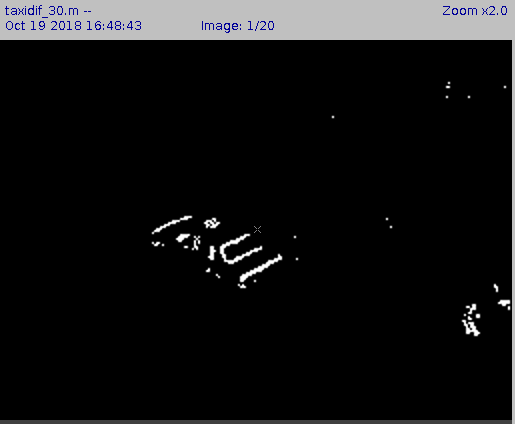 taxidif_30.m --
Zoom x2.0
Oct 19 2018 16:48:43
Image: 1/20